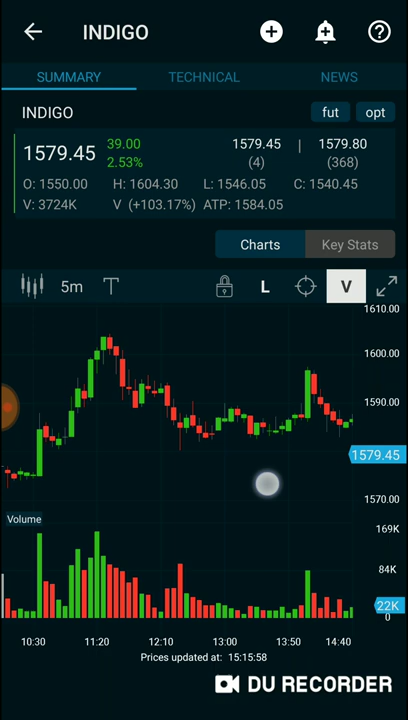 INDIGO
SUMMARY TECHNICAL NEWS
INDIGO fut opt
1579.45 39.00 2.53% 1579.45 (4) | 1579.80 (368)
O: 1550.00 H: 1604.30 L: 1546.05 C: 1540.45
V: 3724K V (+103.17%) ATP: 1584.05
Charts Key Stats
5m T L V
1610.00
1600.00
1590.00
1579.45
1570.00
Volume
169K
84K
22K
0
10:30 11:20 12:10 13:00 13:50 14:40
Prices updated at: 15:15:58
DU RECORDER